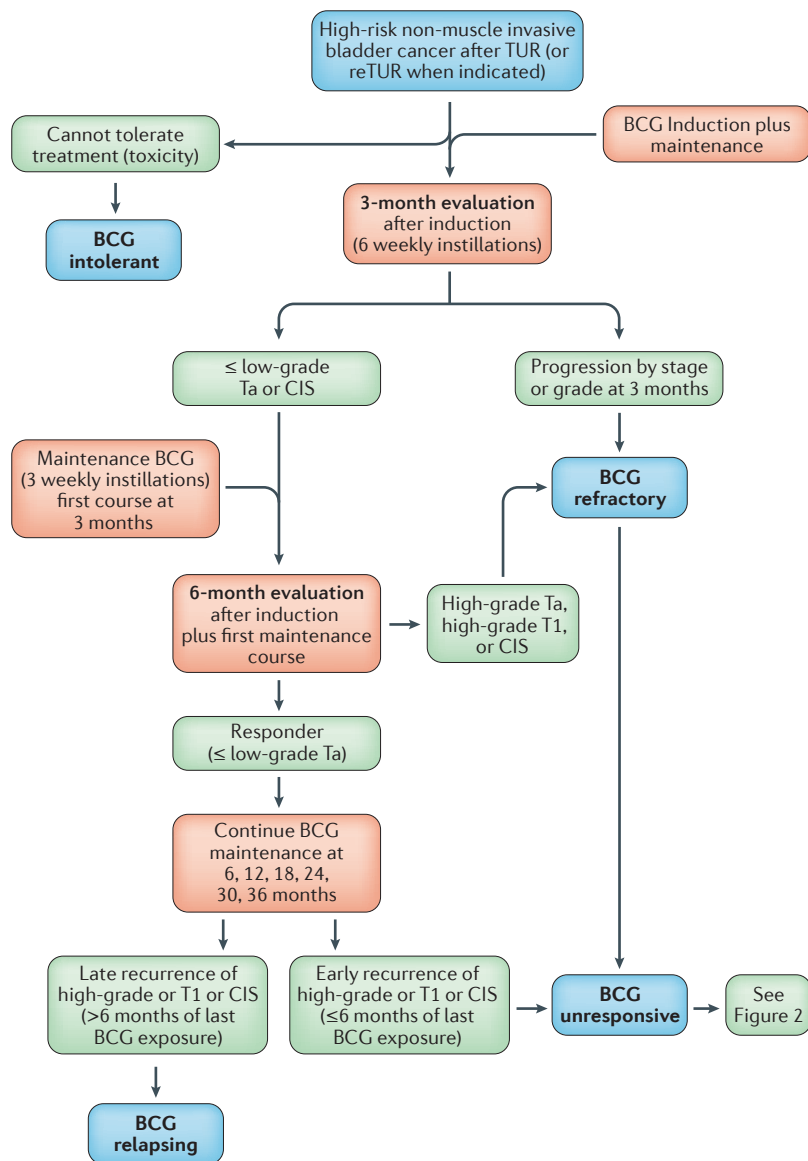 High-risk non-muscle invasive
bladder cancer after TUR (or
reTUR when indicated)
Cannot tolerate
treatment (toxicity)
BCG Induction plus
maintenance
BCG
intolerant
3-month evaluation
after induction
(6 weekly instillations)
≤ low-grade
Ta or CIS
Progression by stage
or grade at 3 months
Maintenance BCG
(3 weekly instillations)
first course at
3 months
BCG
refractory
6-month evaluation
after induction
plus first maintenance
course
High-grade Ta,
high-grade T1,
or CIS
Responder
(≤ low-grade Ta)
Continue BCG
maintenance at
6, 12, 18, 24,
30, 36 months
Late recurrence of
high-grade or T1 or CIS
(>6 months of last
BCG exposure)
Early recurrence of
high-grade or T1 or CIS
(≤6 months of last
BCG exposure)
BCG
unresponsive
See
Figure 2
BCG
relapsing